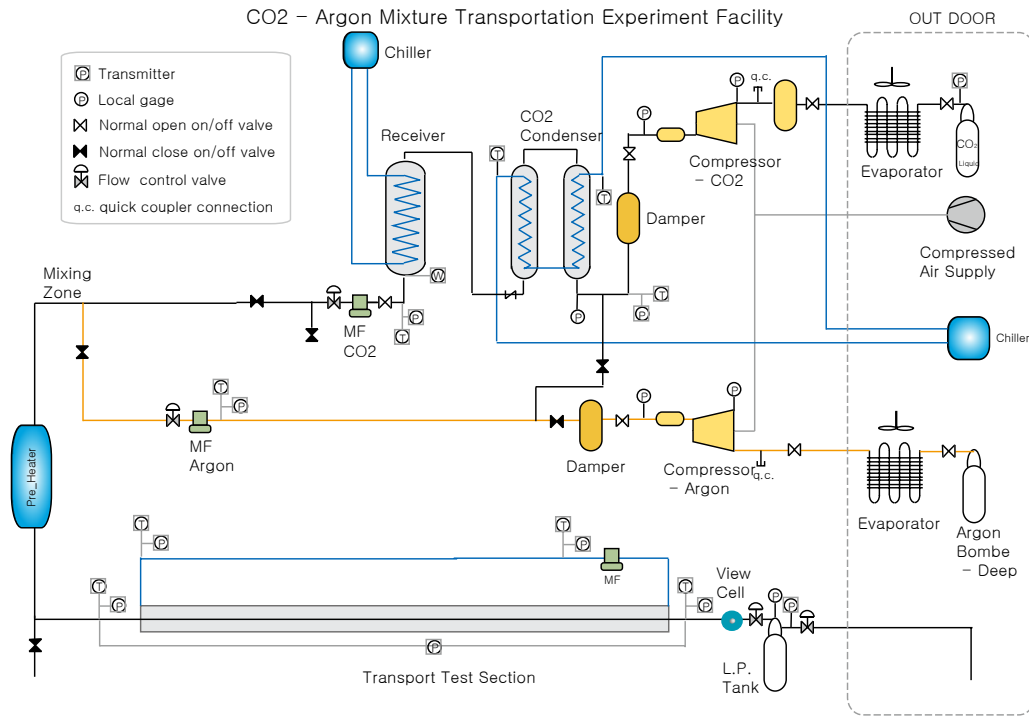 CO2 - Argon Mixture Transportation Experiment Facility
OUT DOOR
P Transmitter
P Local gage
Normal open on/off valve
Normal close on/off valve
Flow control valve
q.c. quick coupler connection
Chiller
Receiver
CO2
Condenser
T
T
P
P
q.c.
Compressor
- CO2
Damper
Evaporator
P
CO₂
Liquid
Compressed
Air Supply
Mixing
Zone
W
P
T
MF
CO2
P
T
P
Chiller
T
P
MF
Argon
Damper
P
P
Compressor
- Argon
q.c.
Evaporator
Argon
Bombe
- Deep
Pre_Heater
T
P
T
P
MF
T
P
T
P
P
View
Cell
P
P
L.P.
Tank
Transport Test Section